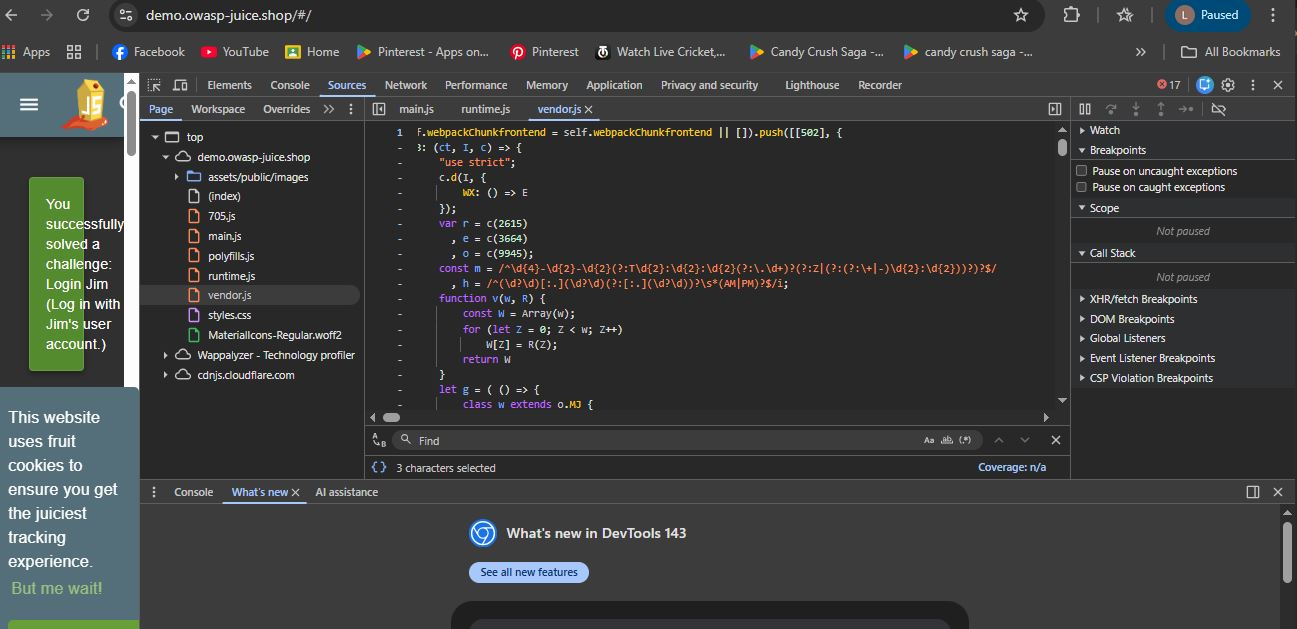 demo.owasp-juice.shop/#/
L Paused
Apps Facebook YouTube Home Pinterest - Apps on... Pinterest Watch Live Cricket,... Candy Crush Saga -... candy crush saga -... » All Bookmarks
Elements Console Sources Network Performance Memory Application Privacy and security Lighthouse Recorder 17
Page Workspace Overrides » main.js runtime.js vendor.js
JS
You
successfully
solved a
challenge:
Login Jim
(Log in with
Jim's user
account.)
This website
uses fruit
cookies to
ensure you get
the juiciest
tracking
experience.
But me wait!
top
demo.owasp-juice.shop
assets/public/images
(index)
705.js
main.js
polyfills.js
runtime.js
vendor.js
styles.css
MaterialIcons-Regular.woff2
Wappalyzer - Technology profiler
cdnjs.cloudflare.com
1 f.webpackChunkfrontend = self.webpackChunkfrontend || []).push([[502], {
- 3: (ct, I, c) => {
- "use strict";
- c.d(I, {
- WX: () => E
- });
- var r = c(2615)
- , e = c(3664)
- , o = c(9945);
- const m = /^\d{4}-\d{2}-\d{2}(?:T\d{2}:\d{2}:\d{2}(?:\.\d+)?(?:Z|(?:(?:\+|-)\d{2}:\d{2}))?)?$/
- , h = /^(\d?\d)[:.](\d?\d)(?:[:.](\d?\d))?\s*(AM|PM)?$/i;
- function v(w, R) {
- const W = Array(w);
- for (let Z = 0; Z < w; Z++)
- W[Z] = R(Z);
- return W
- }
- let g = ( () => {
- class w extends o.MJ {
Find Aa ab (.*)
{} 3 characters selected Coverage: n/a
Watch
Breakpoints
Pause on uncaught exceptions
Pause on caught exceptions
Scope
Not paused
Call Stack
Not paused
XHR/fetch Breakpoints
DOM Breakpoints
Global Listeners
Event Listener Breakpoints
CSP Violation Breakpoints
Console What's new AI assistance
What's new in DevTools 143
See all new features